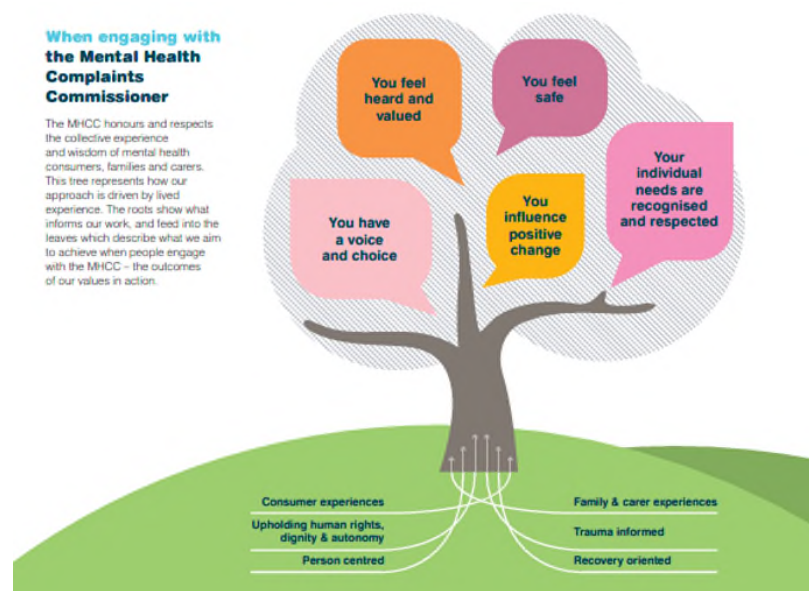 When engaging with
the Mental Health
Complaints
Commissioner
The MHCC honours and respects
the collective experience
and wisdom of mental health
consumers, families and carers.
This tree represents how our
approach is driven by lived
experience. The roots show what
informs our work, and feed into the
leaves which describe what we aim
to achieve when people engage
with the MHCC – the outcomes
of our values in action.
You feel
heard and
valued
You feel
safe
Your
individual
needs are
recognised
and respected
You have
a voice
and choice
You
influence
positive
change
Consumer experiences
Upholding human rights,
dignity & autonomy
Person centred
Family & carer experiences
Trauma informed
Recovery oriented